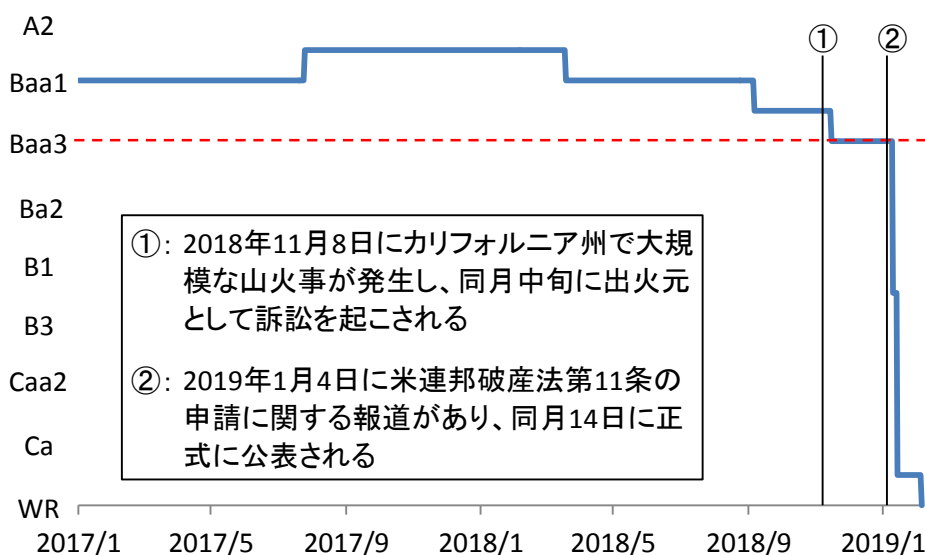 A2
Baa1
Baa3
Ba2
B1
B3
Caa2
Ca
WR
① ②
①: 2018年11月8日にカリフォルニア州で大規
模な山火事が発生し、同月中旬に出火元
として訴訟を起こされる
②: 2019年1月4日に米連邦破産法第11条の
申請に関する報道があり、同月14日に正
式に公表される
2017/1 2017/5 2017/9 2018/1 2018/5 2018/9 2019/1